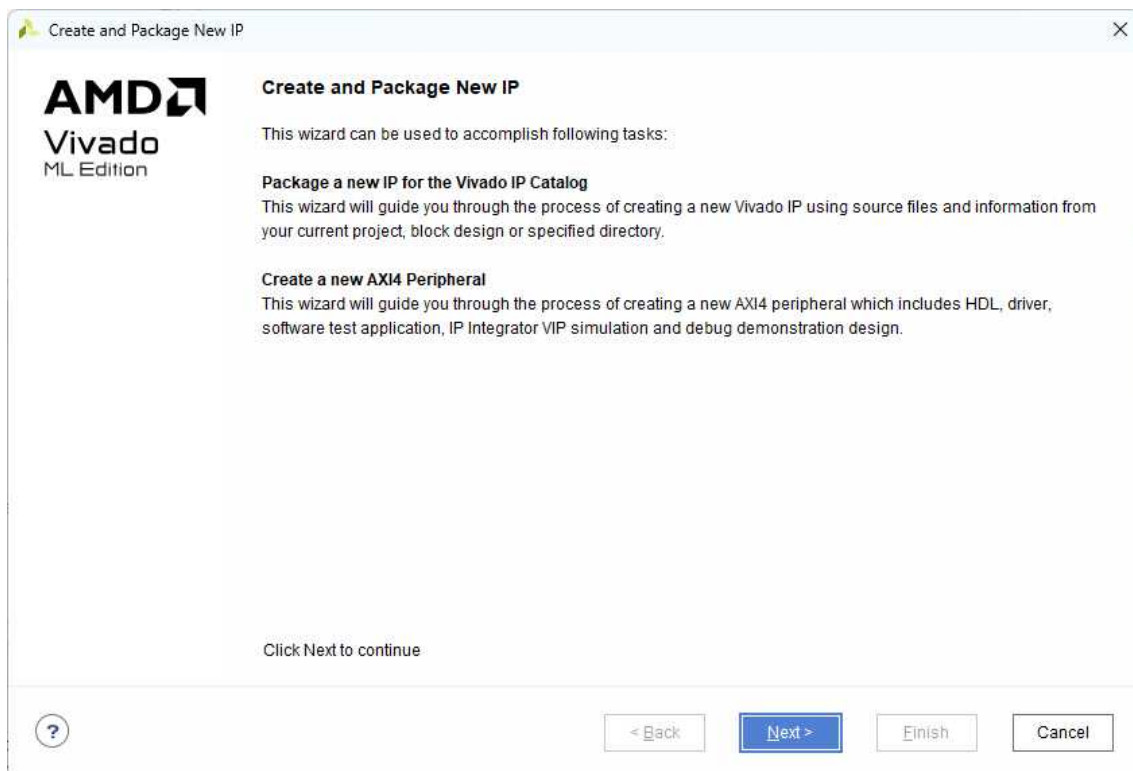 Create and Package New IP
AMD
Vivado
ML Edition
Create and Package New IP
This wizard can be used to accomplish following tasks:
Package a new IP for the Vivado IP Catalog
This wizard will guide you through the process of creating a new Vivado IP using source files and information from
your current project, block design or specified directory.
Create a new AXI4 Peripheral
This wizard will guide you through the process of creating a new AXI4 peripheral which includes HDL, driver,
software test application, IP Integrator VIP simulation and debug demonstration design.
Click Next to continue
?
< Back
Next >
Finish
Cancel